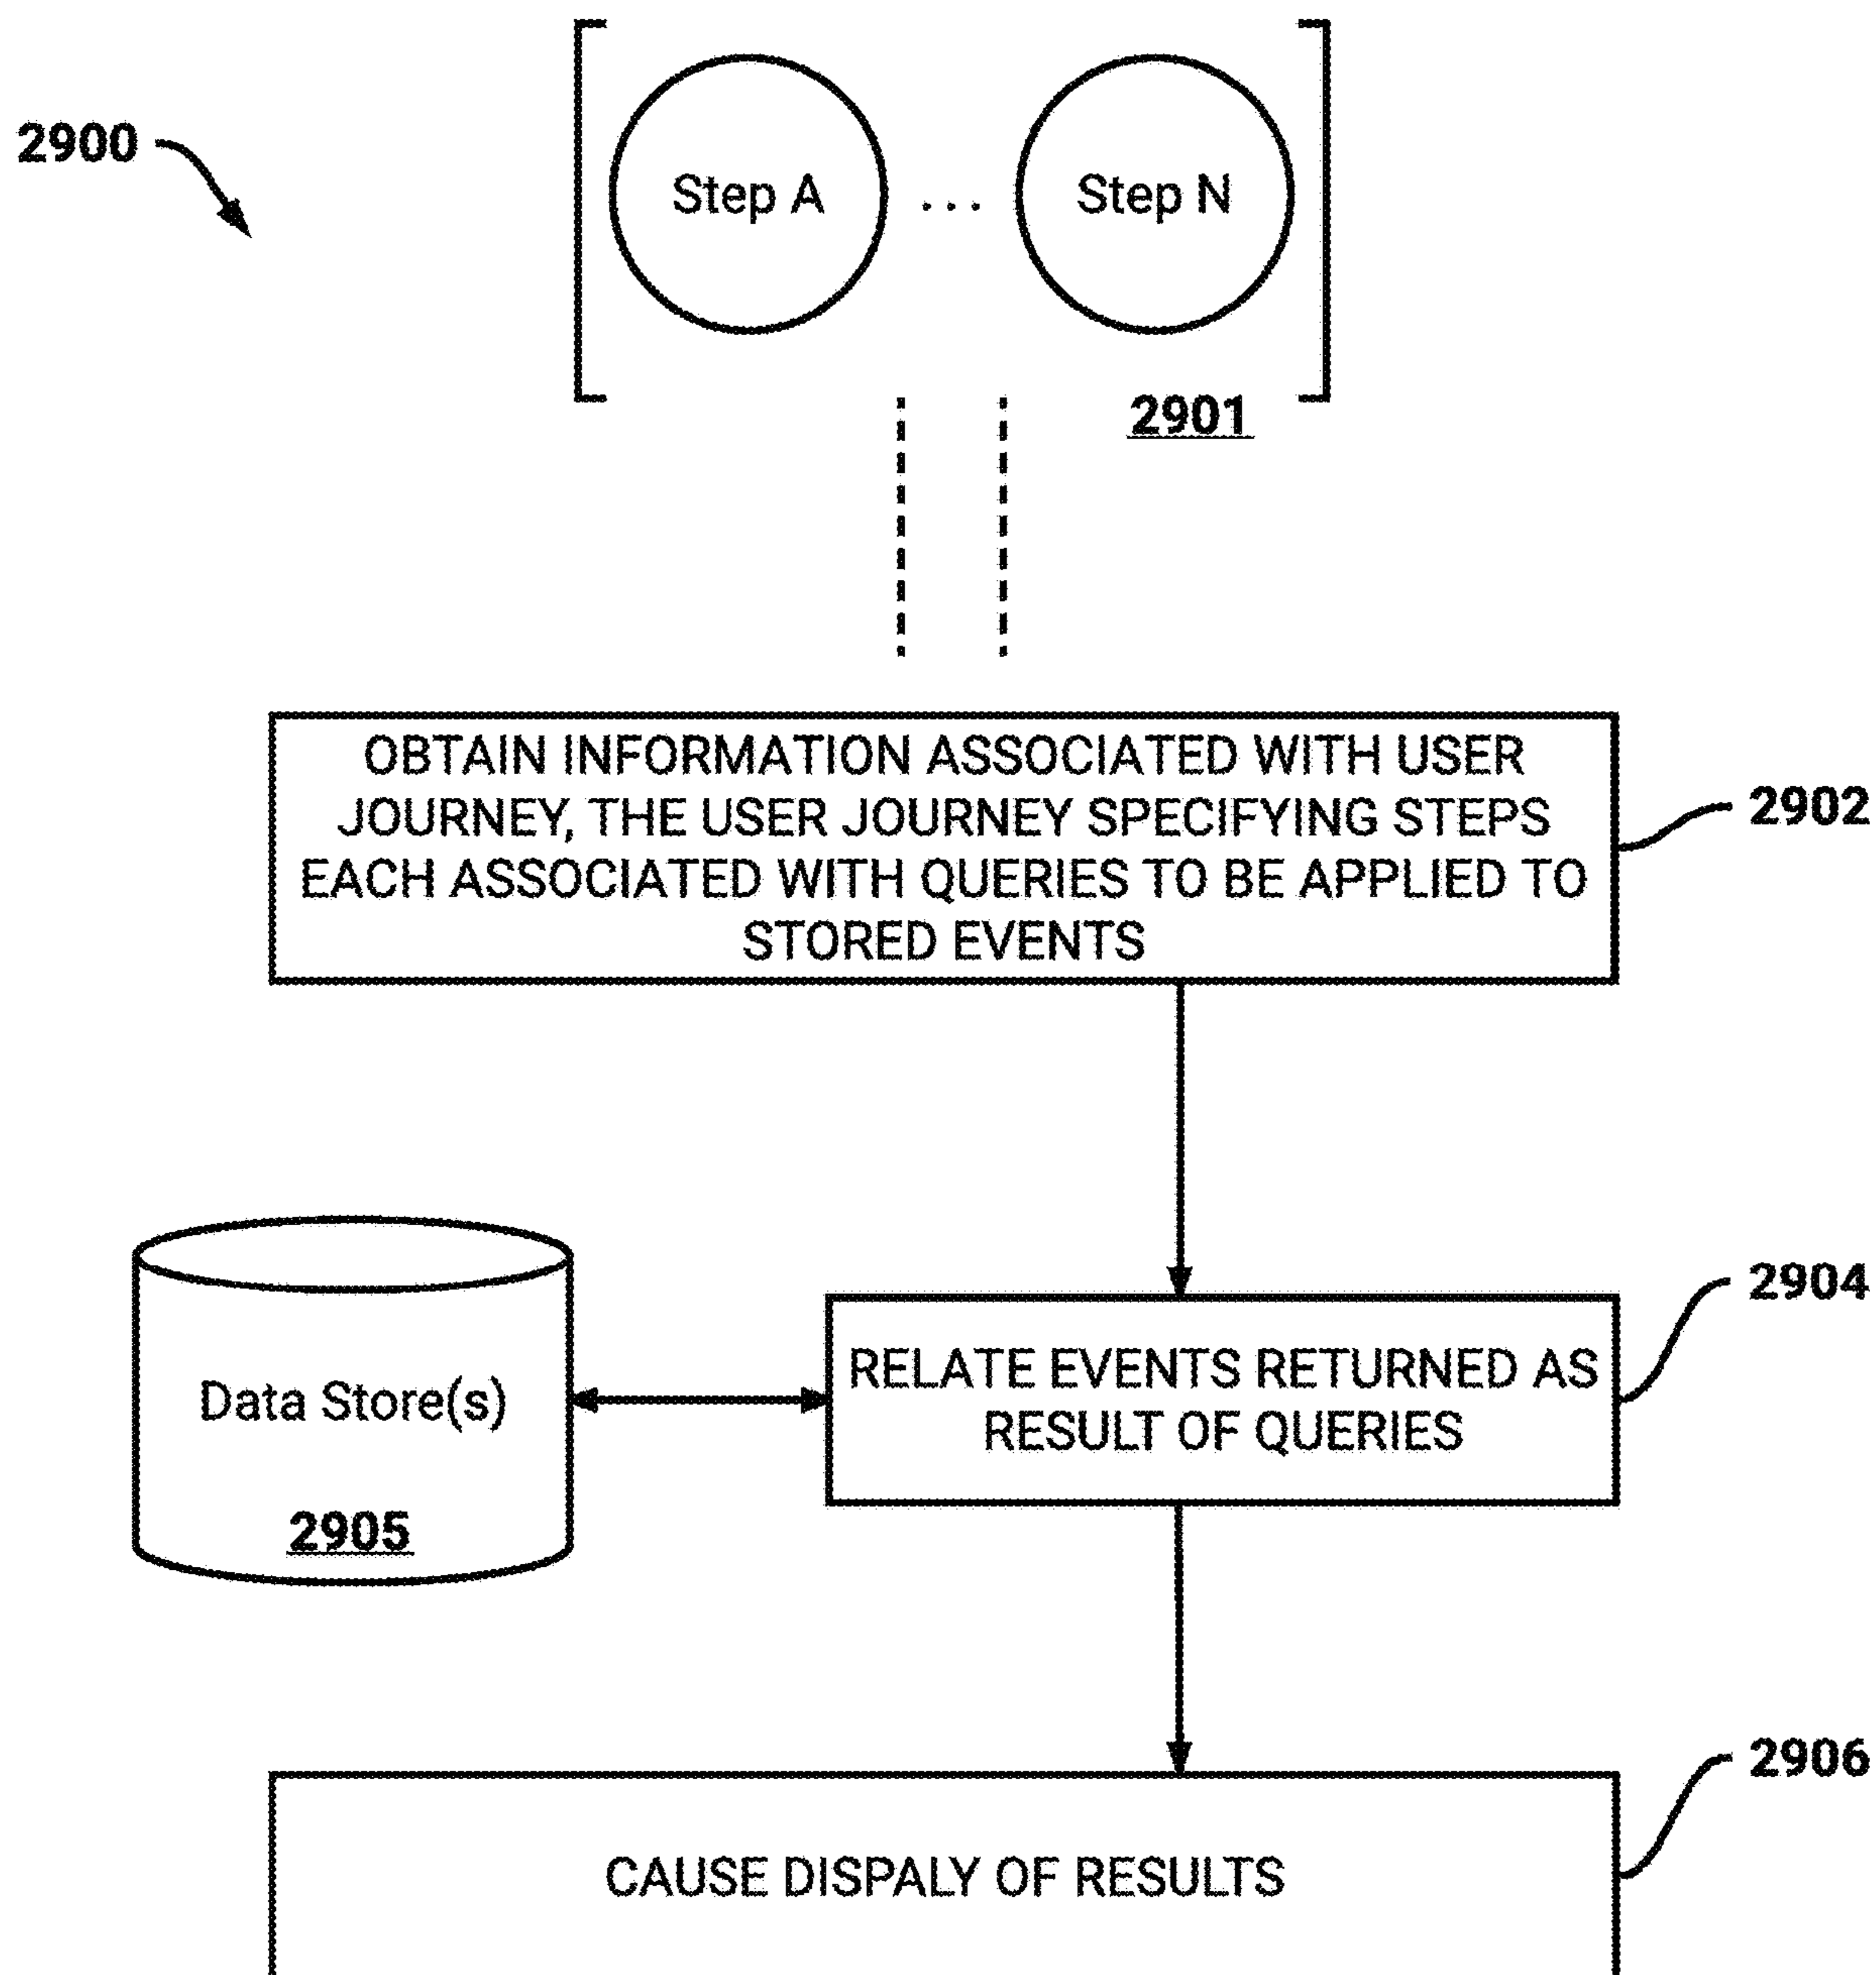 2900
Step A ... Step N
2901
OBTAIN INFORMATION ASSOCIATED WITH USER
JOURNEY, THE USER JOURNEY SPECIFYING STEPS
EACH ASSOCIATED WITH QUERIES TO BE APPLIED TO
STORED EVENTS
2902
Data Store(s)
2905
RELATE EVENTS RETURNED AS
RESULT OF QUERIES
2904
CAUSE DISPALY OF RESULTS
2906